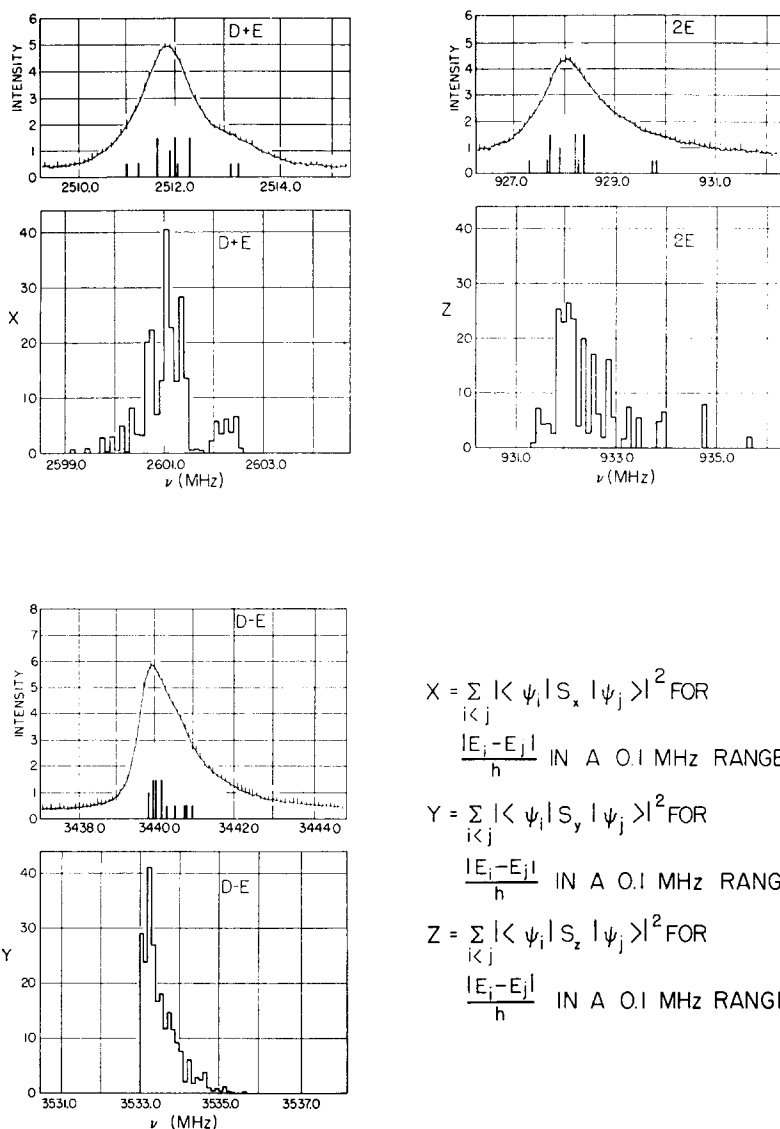 D+E
INTENSITY
6
5
4
3
2
1
0
2510.0 2512.0 2514.0
2E
INTENSITY
6
5
4
3
2
1
0
927.0 929.0 931.0
D+E
X
40
30
20
10
0
2599.0 2601.0 2603.0
ν (MHz)
2E
Z
40
30
20
10
0
931.0 933.0 935.0
ν (MHz)
D-E
INTENSITY
8
7
6
5
4
3
2
1
0
3438.0 3440.0 3442.0 3444.0
D-E
Y
40
30
20
10
0
3531.0 3533.0 3535.0 3537.0
ν (MHz)
X = Σ |< ψi | Sx | ψj >|² FOR
i<j
|Ei-Ej|/h IN A 0.1 MHz RANGE
Y = Σ |< ψi | Sy | ψj >|² FOR
i<j
|Ei-Ej|/h IN A 0.1 MHz RANG
Z = Σ |< ψi | Sz | ψj >|² FOR
i<j
|Ei-Ej|/h IN A 0.1 MHz RANGE